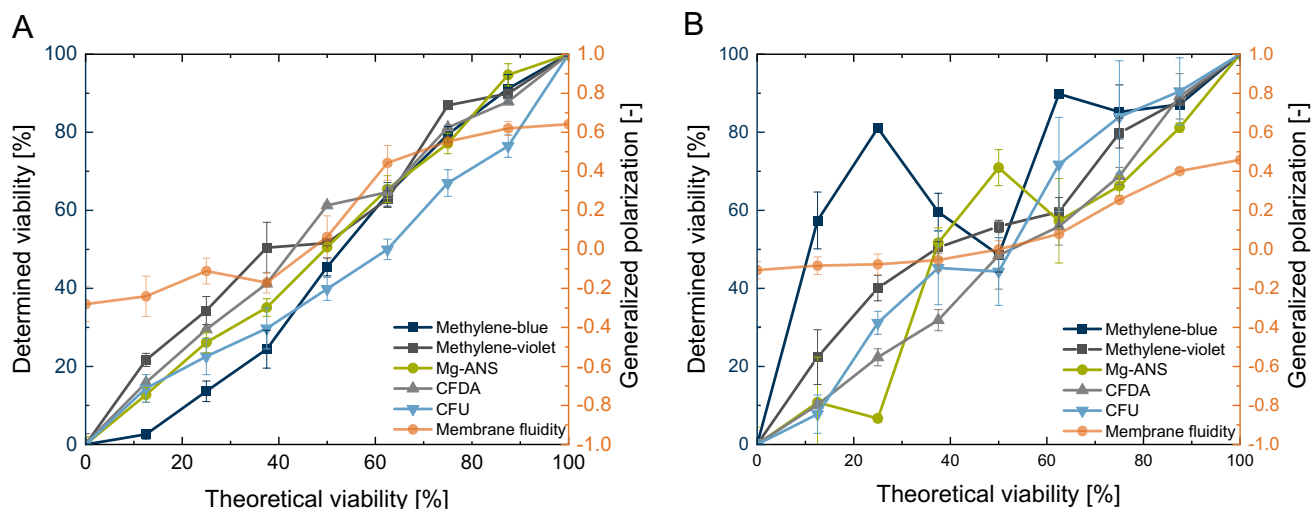 A
Determined viability [%]
100
80
60
40
20
0
0
20
40
60
80
100
Theoretical viability [%]
1.0
0.8
0.6
0.4
0.2
0.0
-0.2
-0.4
-0.6
-0.8
-1.0
Generalized polarization [-]
Methylene-blue
Methylene-violet
Mg-ANS
CFDA
CFU
Membrane fluidity
B
Determined viability [%]
100
80
60
40
20
0
0
20
40
60
80
100
Theoretical viability [%]
1.0
0.8
0.6
0.4
0.2
0.0
-0.2
-0.4
-0.6
-0.8
-1.0
Generalized polarization [-]
Methylene-blue
Methylene-violet
Mg-ANS
CFDA
CFU
Membrane fluidity